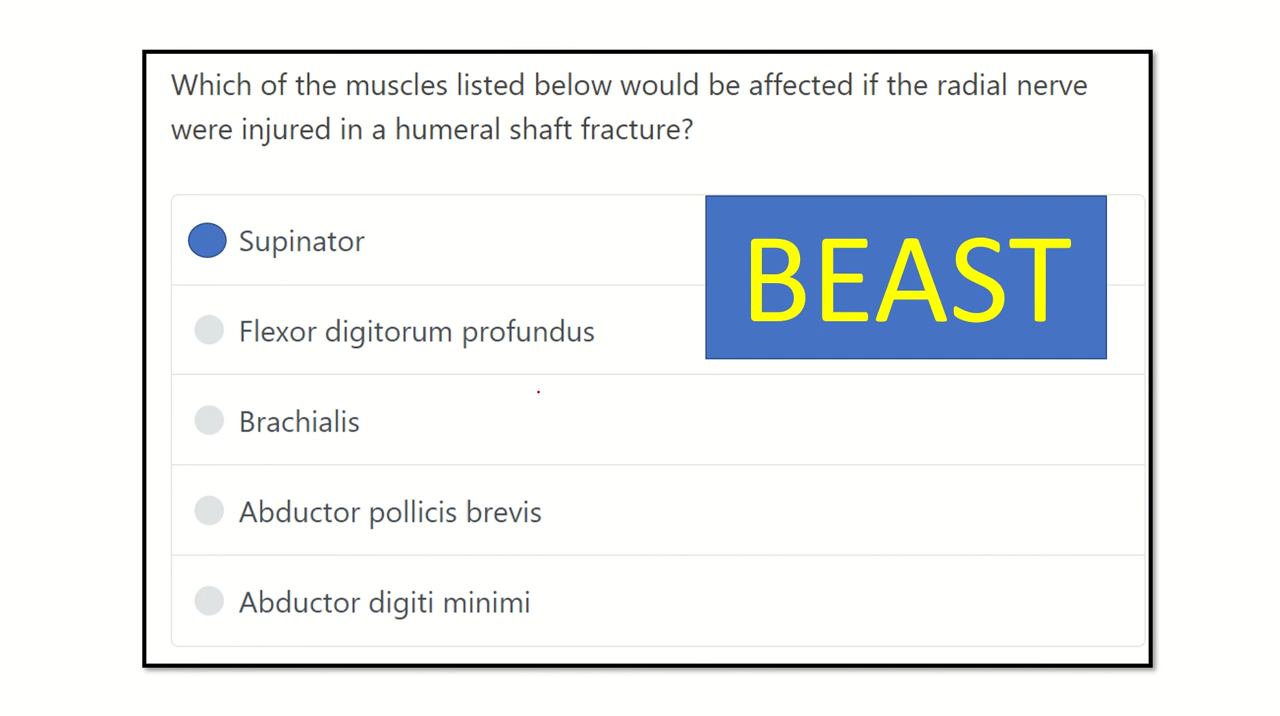 Which of the muscles listed below would be affected if the radial nerve
were injured in a humeral shaft fracture?
Supinator
BEAST
Flexor digitorum profundus
Brachialis
Abductor pollicis brevis
Abductor digiti minimi